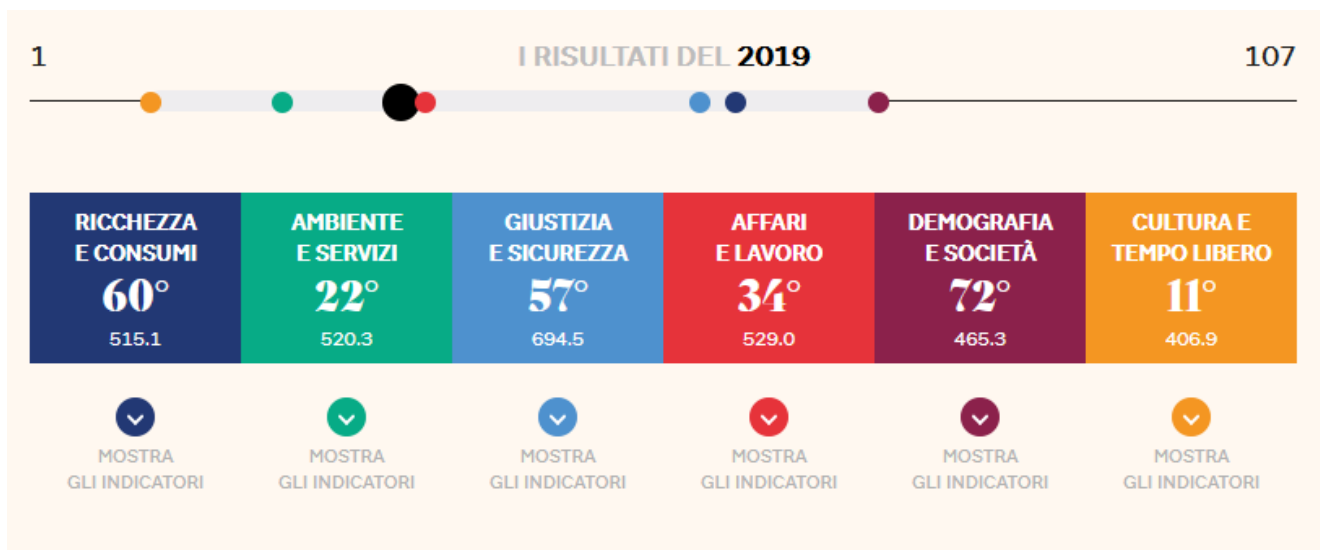 1
I RISULTATI DEL 2019
107
RICCHEZZA
E CONSUMI
60°
515.1
AMBIENTE
E SERVIZI
22°
520.3
GIUSTIZIA
E SICUREZZA
57°
694.5
AFFARI
E LAVORO
34°
529.0
DEMOGRAFIA
E SOCIETÀ
72°
465.3
CULTURA E
TEMPO LIBERO
11°
406.9
MOSTRA
GLI INDICATORI
MOSTRA
GLI INDICATORI
MOSTRA
GLI INDICATORI
MOSTRA
GLI INDICATORI
MOSTRA
GLI INDICATORI
MOSTRA
GLI INDICATORI